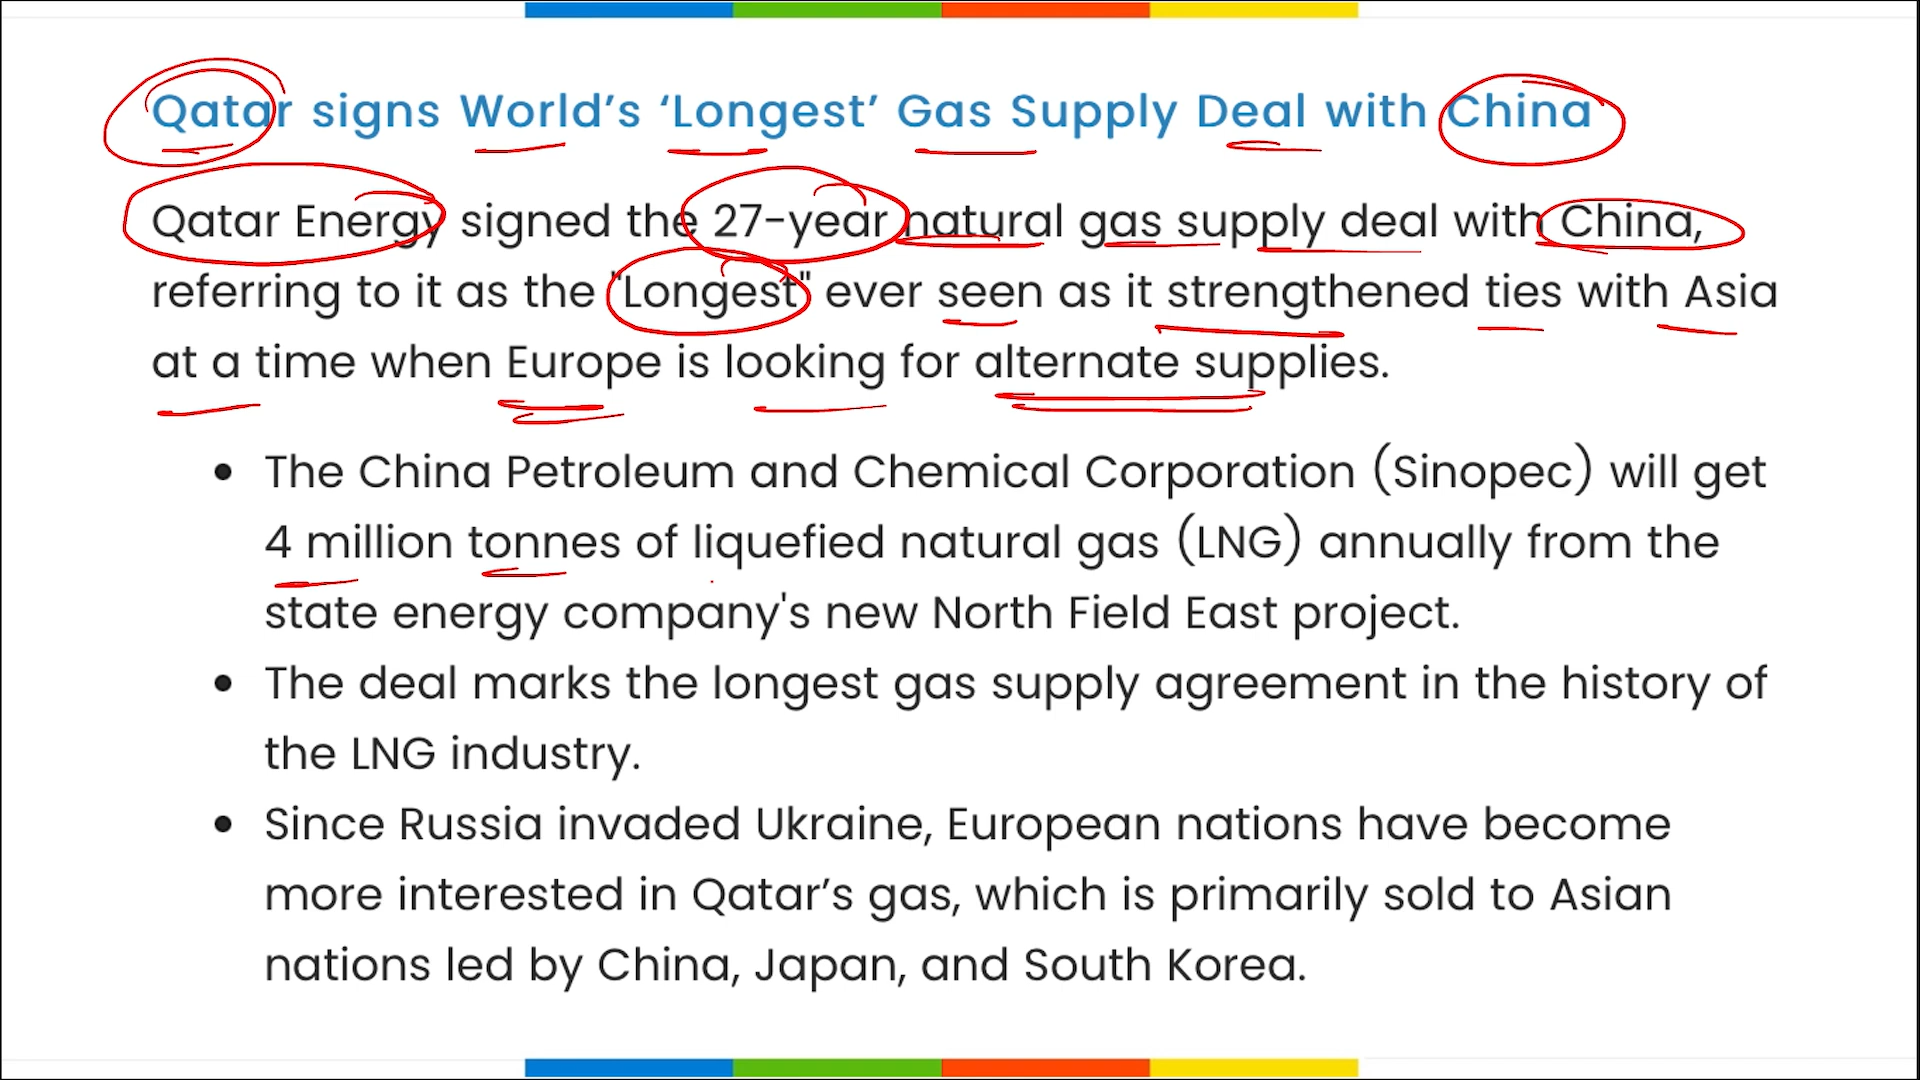 Qatar signs World’s ‘Longest’ Gas Supply Deal with China
Qatar Energy signed the 27-year natural gas supply deal with China,
referring to it as the "Longest" ever seen as it strengthened ties with Asia
at a time when Europe is looking for alternate supplies.
• The China Petroleum and Chemical Corporation (Sinopec) will get
4 million tonnes of liquefied natural gas (LNG) annually from the
state energy company's new North Field East project.
• The deal marks the longest gas supply agreement in the history of
the LNG industry.
• Since Russia invaded Ukraine, European nations have become
more interested in Qatar’s gas, which is primarily sold to Asian
nations led by China, Japan, and South Korea.